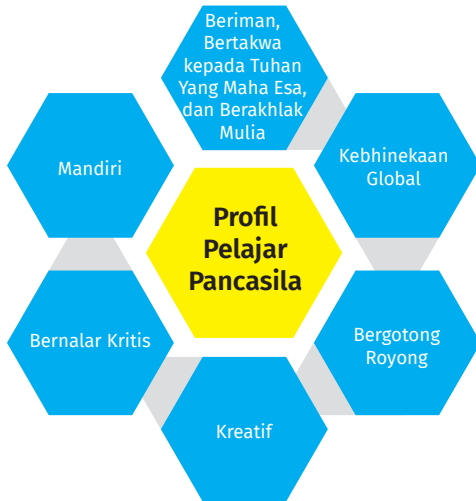 Beriman,
Bertakwa
kepada Tuhan
Yang Maha Esa,
dan Berakhlak
Mulia
Kebhinekaan
Global
Bergotong
Royong
Kreatif
Bernalar Kritis
Mandiri
Profil
Pelajar
Pancasila